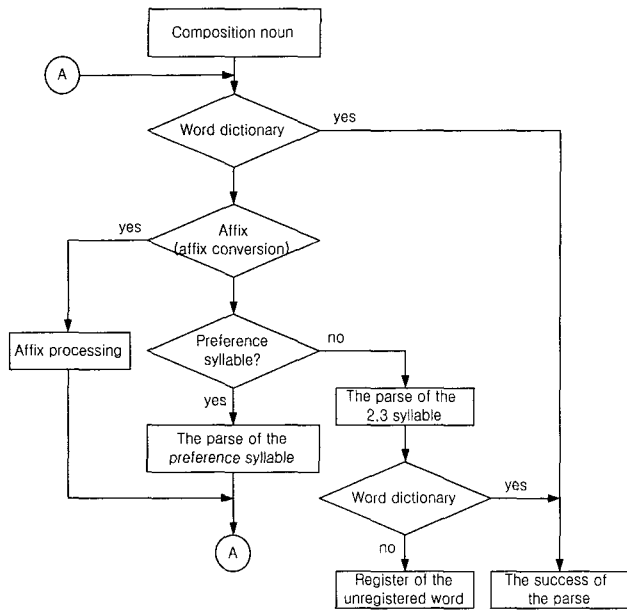 Composition noun
A
Word dictionary
yes
yes
Affix
(affix conversion)
Preference
syllable?
no
Affix processing
yes
The parse of the
2,3 syllable
The parse of the
preference syllable
Word dictionary
yes
A
no
Register of the
unregistered word
The success of
the parse